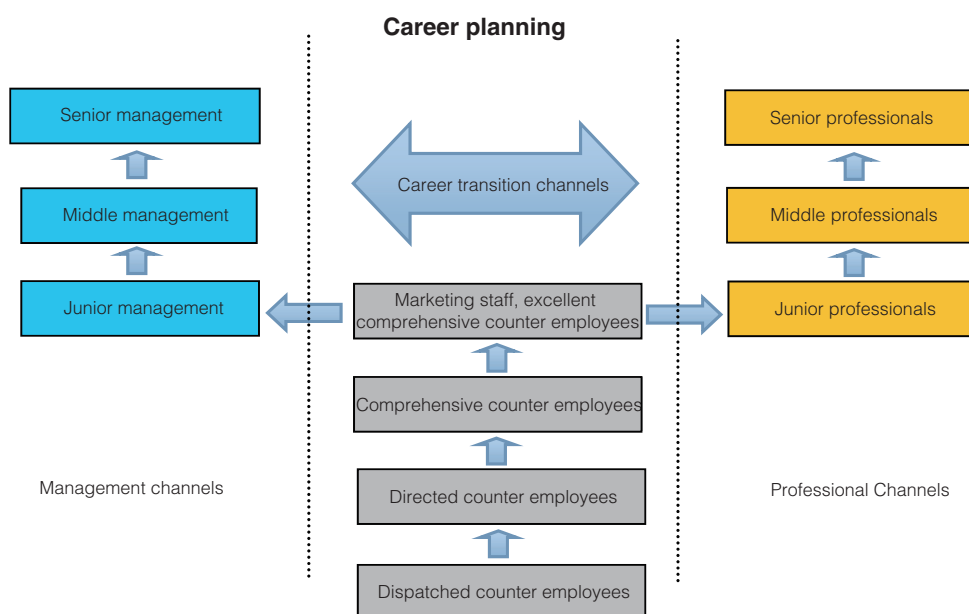 Career planning
Senior management
Senior professionals
Career transition channels
Middle management
Middle professionals
Junior management
Marketing staff, excellent
comprehensive counter employees
Junior professionals
Comprehensive counter employees
Management channels
Directed counter employees
Professional Channels
Dispatched counter employees